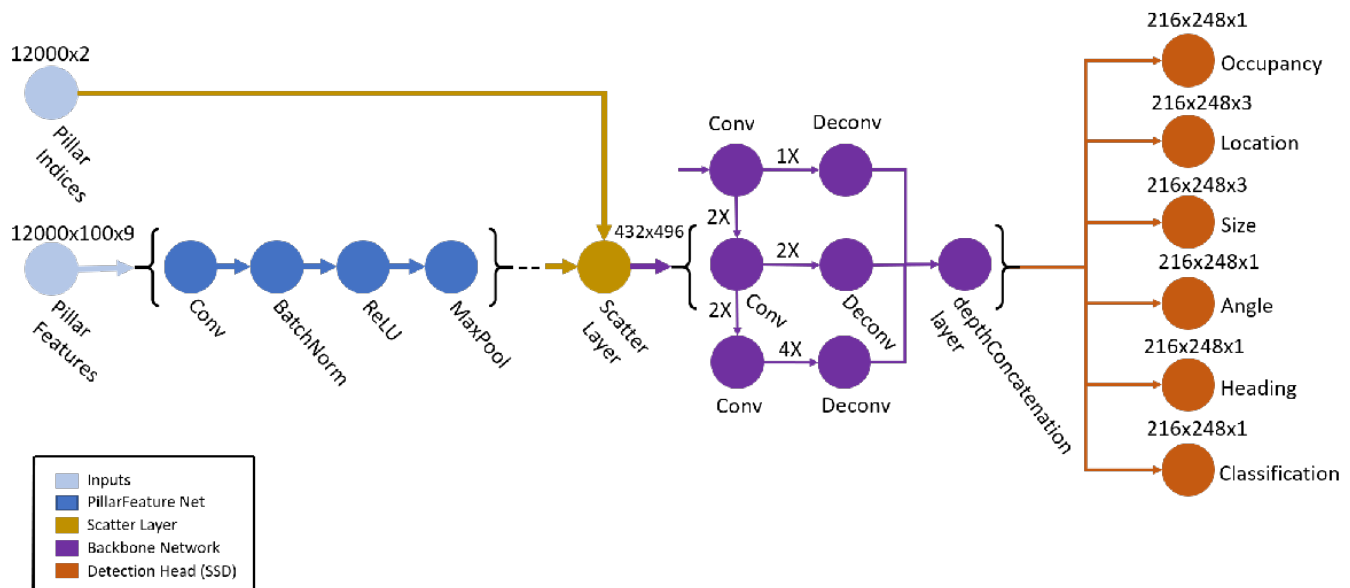 12000x2
Pillar
Indices
12000x100x9
Pillar
Features
Conv
BatchNorm
ReLU
MaxPool
Scatter
Layer
432x496
Conv
Deconv
1X
2X
2X
Conv
Deconv
2X
4X
Conv
Deconv
depthConcatenation
layer
216x248x1
Occupancy
216x248x3
Location
216x248x3
Size
216x248x1
Angle
216x248x1
Heading
216x248x1
Classification
Inputs
PillarFeature Net
Scatter Layer
Backbone Network
Detection Head (SSD)